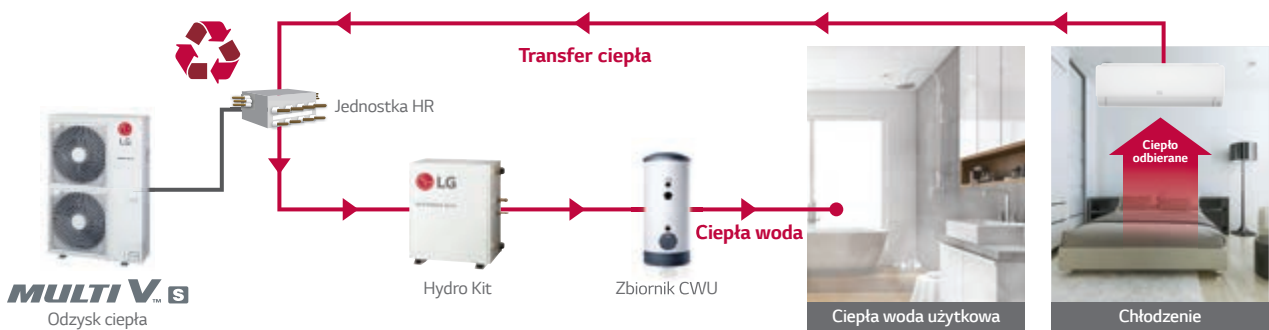 Transfer ciepła
Jednostka HR
LG
LG
Ciepło
odbierane
Ciepła woda
MULTI V™ S
Odzysk ciepła
Hydro Kit
Zbiornik CWU
Ciepła woda użytkowa
Chłodzenie